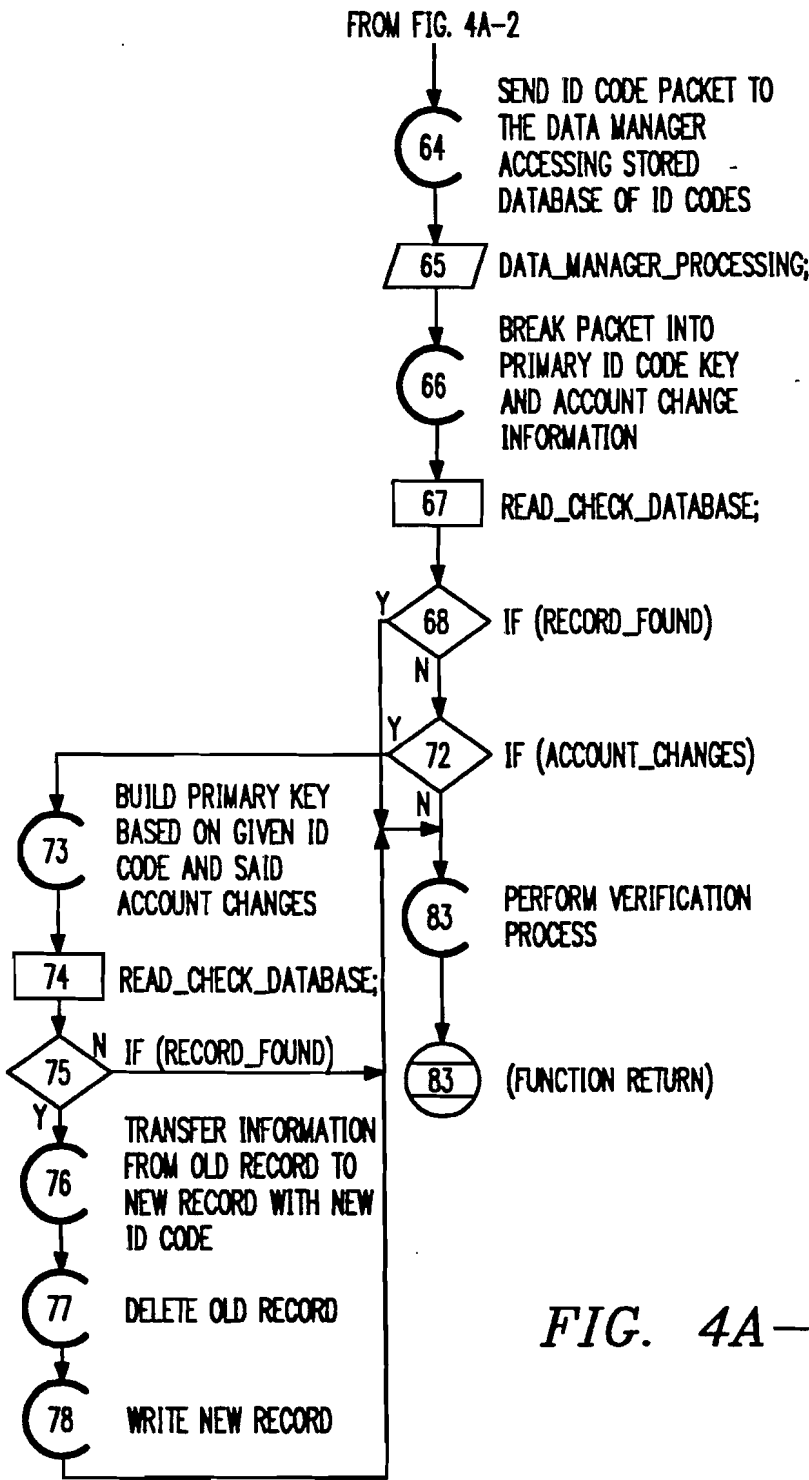 FROM FIG. 4A-2
64
SEND ID CODE PACKET TO
THE DATA MANAGER
ACCESSING STORED
DATABASE OF ID CODES
65
DATA_MANAGER_PROCESSING;
66
BREAK PACKET INTO
PRIMARY ID CODE KEY
AND ACCOUNT CHANGE
INFORMATION
67
READ_CHECK_DATABASE;
Y
68
IF (RECORD_FOUND)
N
Y
72
IF (ACCOUNT_CHANGES)
N
73
BUILD PRIMARY KEY
BASED ON GIVEN ID
CODE AND SAID
ACCOUNT CHANGES
83
PERFORM VERIFICATION
PROCESS
74
READ_CHECK_DATABASE;
75
N
IF (RECORD_FOUND)
Y
83
(FUNCTION RETURN)
76
TRANSFER INFORMATION
FROM OLD RECORD TO
NEW RECORD WITH NEW
ID CODE
77
DELETE OLD RECORD
78
WRITE NEW RECORD
FIG. 4A—